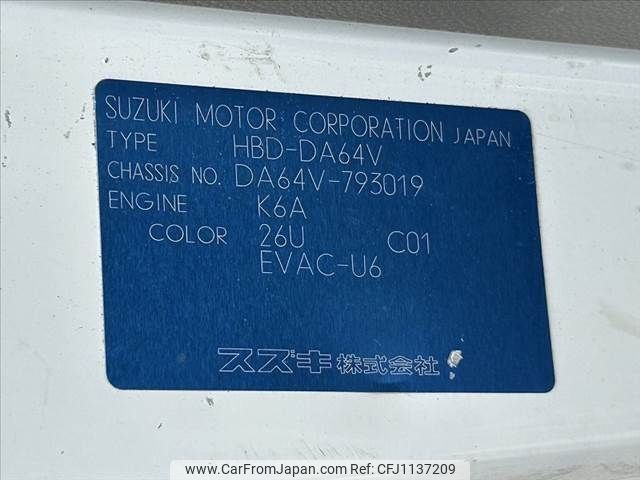 SUZUKI MOTOR CORPORATION JAPAN
TYPE HBD-DA64V
CHASSIS NO. DA64V-793019
ENGINE K6A
COLOR 26U C01
EVAC-U6
スズキ株式会社
www.CarFromJapan.com © CFJ1137209